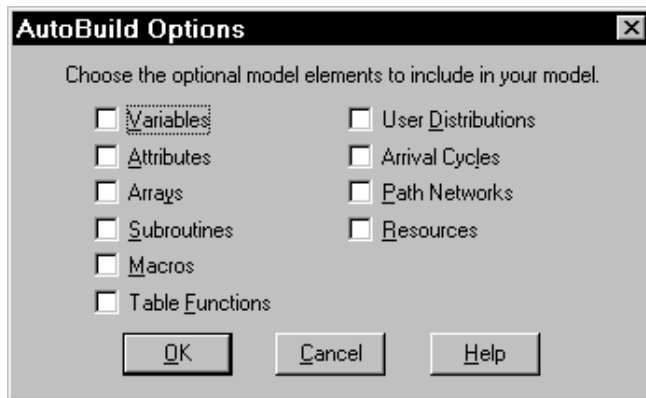 AutoBuild Options
Choose the optional model elements to include in your model.
Variables
Attributes
Arrays
Subroutines
Macros
Table Functions
User Distributions
Arrival Cycles
Path Networks
Resources
OK Cancel Help